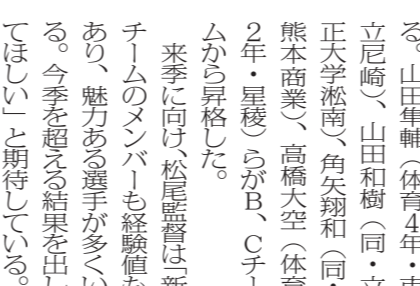 る。山田隼輔（体育4年・東
立尼崎）、山田和樹（同・立
正大学淞南）、角矢翔和（同・
熊本商業）、高橋大空（体育
2年・星稜）らがB、Cチー
ムから昇格した。
来季に向け、松尾監督は「新
チームのメンバーも経験値も
あり、魅力ある選手が多くい
る。今季を超える結果を出し
てほしい」と期待している。